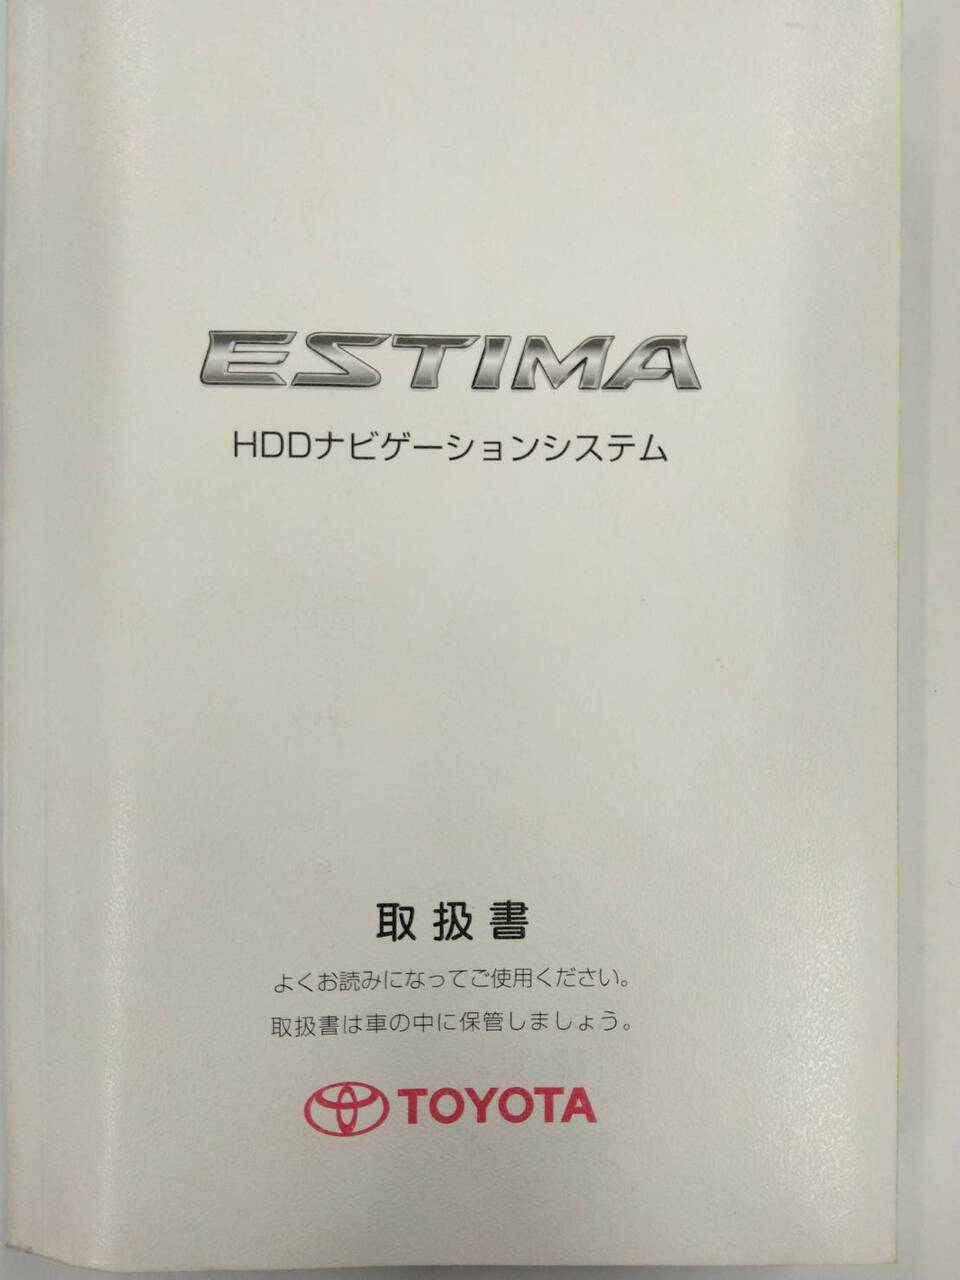 ESTIMA
HDDナビゲーションシステム
取扱書
よくお読みになってご使用ください。
取扱書は車の中に保管しましょう。
TOYOTA